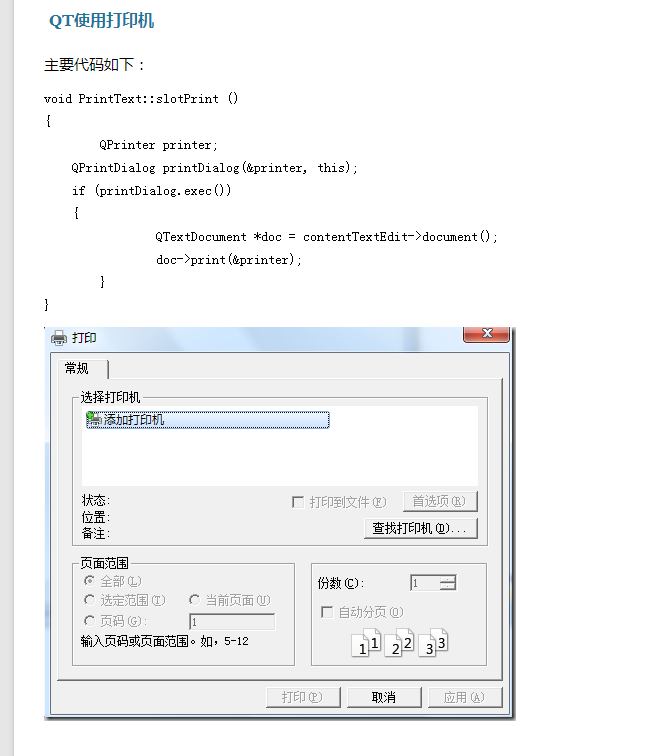 QT使用打印机
主要代码如下：
void PrintText::slotPrint ()
{
QPrinter printer;
QPrintDialog printDialog(&printer, this);
if (printDialog.exec())
{
QTextDocument *doc = contentTextEdit->document();
doc->print(&printer);
}
}
打印
常规
选择打印机
添加打印机
状态:
打印到文件(F)
首选项(R)
位置:
备注:
查找打印机(D)...
页面范围
全部(L)
选定范围(T)
当前页面(U)
页码(G):
1
输入页码或页面范围。如，5-12
份数(C):
1
自动分页(O)
1 1 2 2 3 3
打印(P)
取消
应用(A)